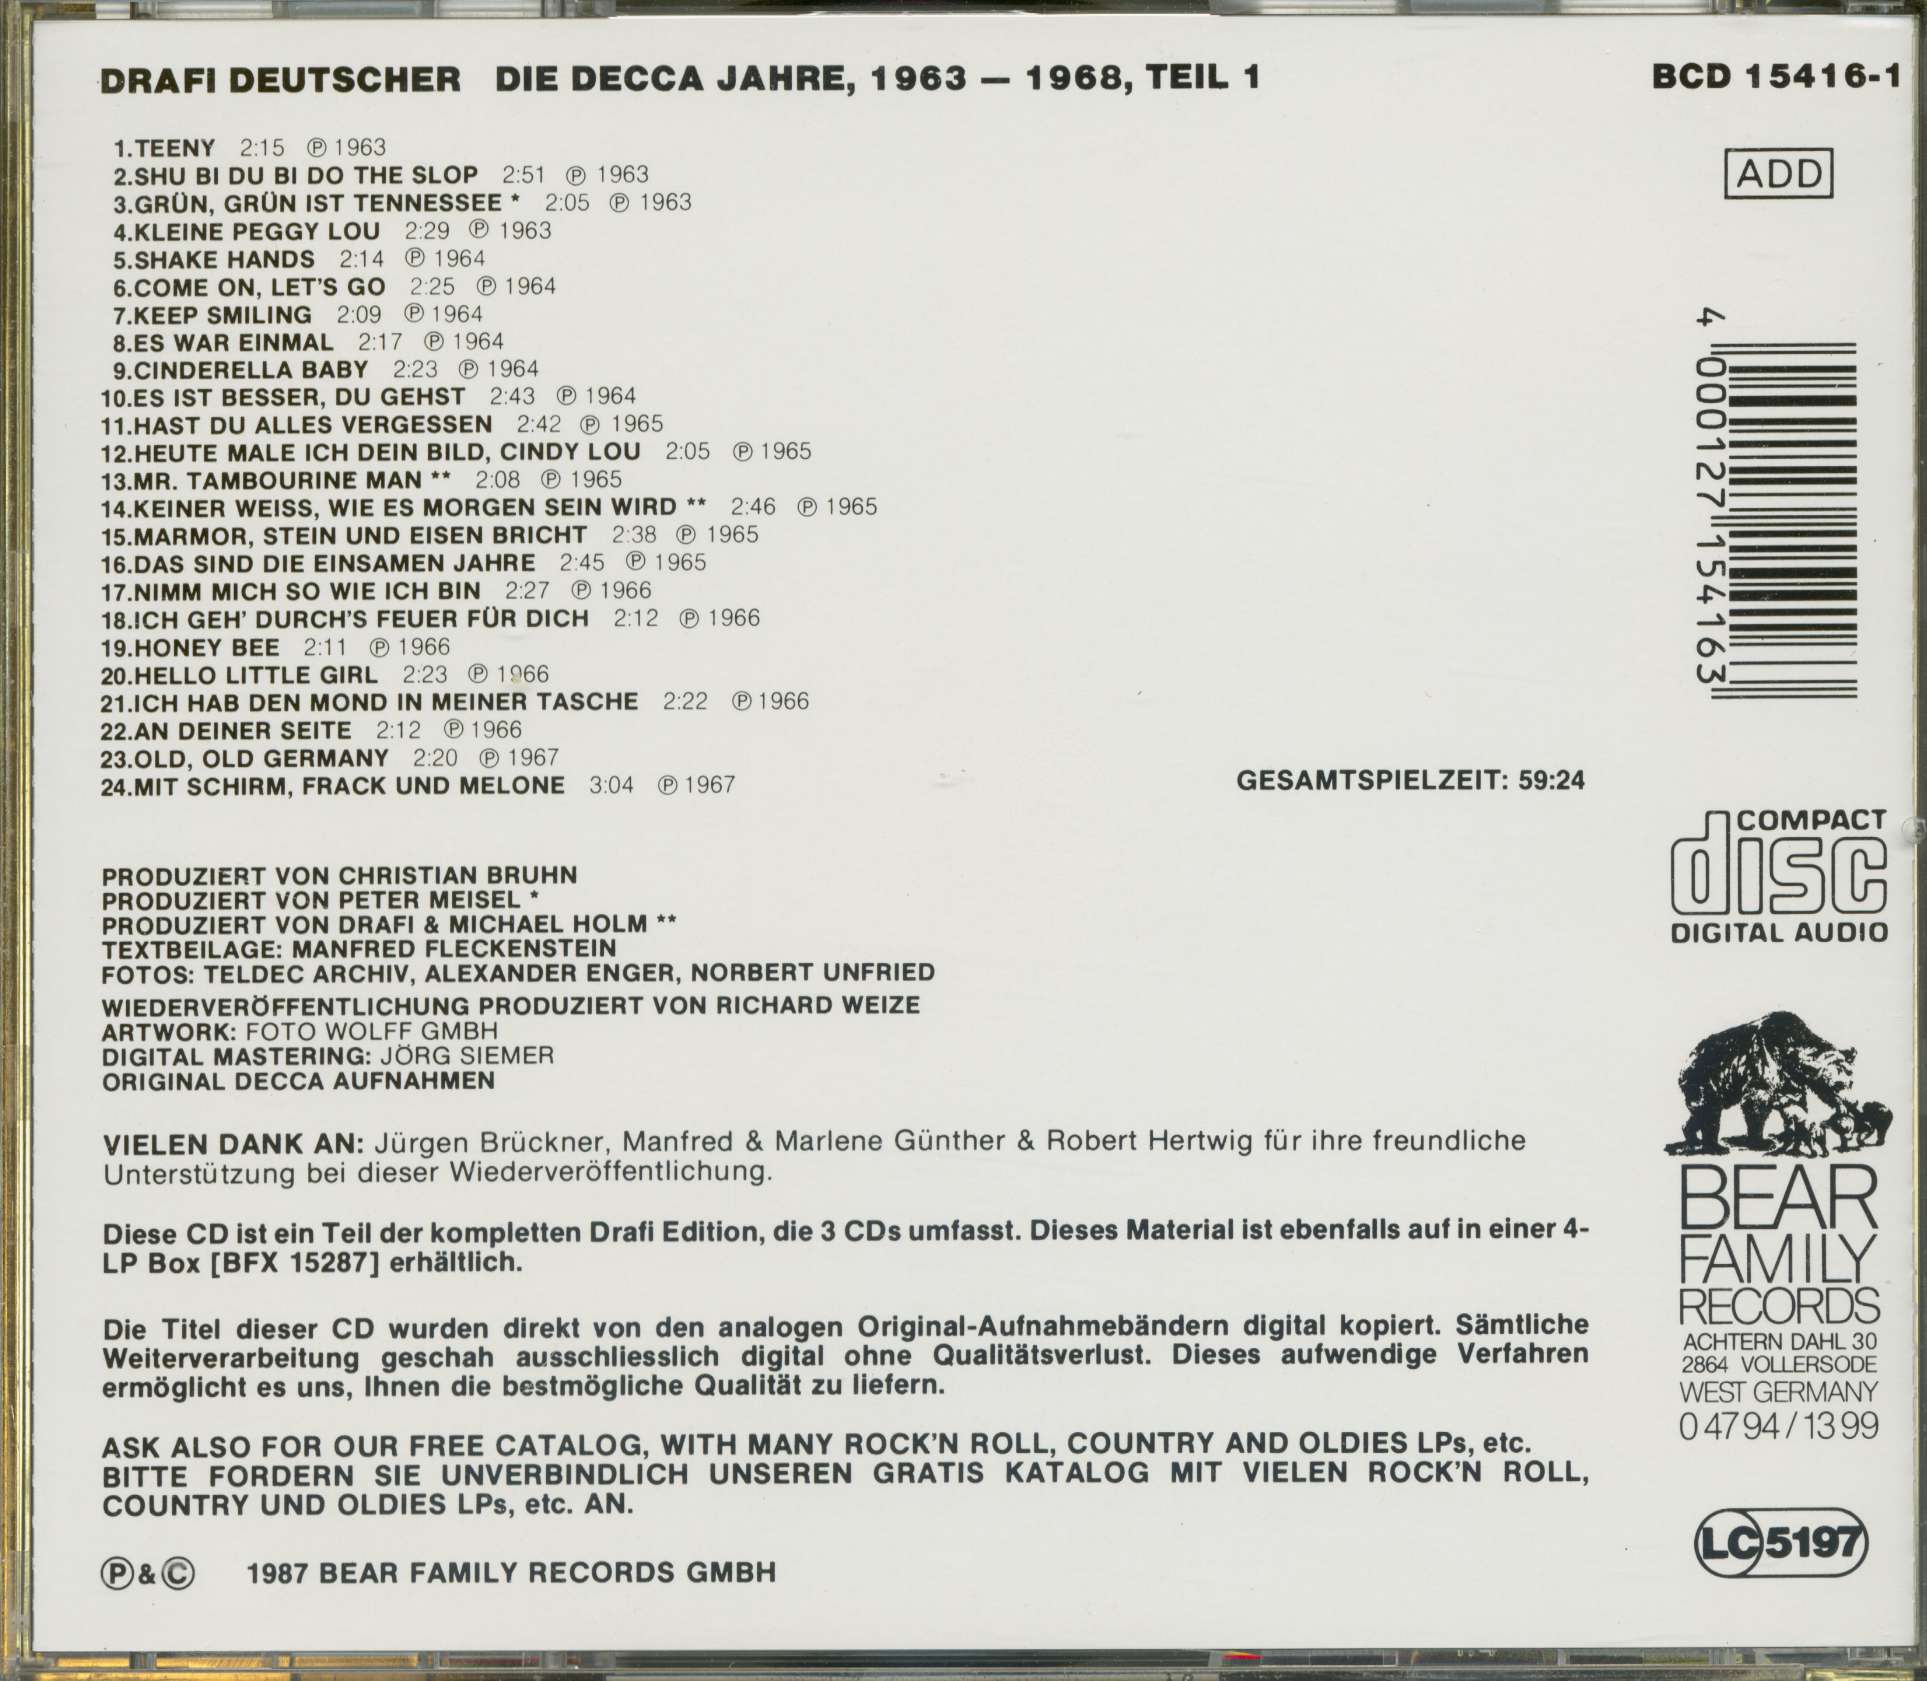 DRAFI DEUTSCHER DIE DECCA JAHRE, 1963 — 1968, TEIL 1
BCD 15416-1
ADD
1.TEENY 2:15 Ⓟ 1963
2.SHU BI DU BI DO THE SLOP 2:51 Ⓟ 1963
3.GRÜN, GRÜN IST TENNESSEE * 2:05 Ⓟ 1963
4.KLEINE PEGGY LOU 2:29 Ⓟ 1963
5.SHAKE HANDS 2:14 Ⓟ 1964
6.COME ON, LET'S GO 2:25 Ⓟ 1964
7.KEEP SMILING 2:09 Ⓟ 1964
8.ES WAR EINMAL 2:17 Ⓟ 1964
9.CINDERELLA BABY 2:23 Ⓟ 1964
10.ES IST BESSER, DU GEHST 2:43 Ⓟ 1964
11.HAST DU ALLES VERGESSEN 2:42 Ⓟ 1965
12.HEUTE MALE ICH DEIN BILD, CINDY LOU 2:05 Ⓟ 1965
13.MR. TAMBOURINE MAN ** 2:08 Ⓟ 1965
14.KEINER WEISS, WIE ES MORGEN SEIN WIRD ** 2:46 Ⓟ 1965
15.MARMOR, STEIN UND EISEN BRICHT 2:38 Ⓟ 1965
16.DAS SIND DIE EINSAMEN JAHRE 2:45 Ⓟ 1965
17.NIMM MICH SO WIE ICH BIN 2:27 Ⓟ 1966
18.ICH GEH' DURCH'S FEUER FÜR DICH 2:12 Ⓟ 1966
19.HONEY BEE 2:11 Ⓟ 1966
20.HELLO LITTLE GIRL 2:23 Ⓟ 1966
21.ICH HAB DEN MOND IN MEINER TASCHE 2:22 Ⓟ 1966
22.AN DEINER SEITE 2:12 Ⓟ 1966
23.OLD, OLD GERMANY 2:20 Ⓟ 1967
24.MIT SCHIRM, FRACK UND MELONE 3:04 Ⓟ 1967
GESAMTSPIELZEIT: 59:24
4 000127 154163
COMPACT
disc
DIGITAL AUDIO
PRODUZIERT VON CHRISTIAN BRUHN
PRODUZIERT VON PETER MEISEL *
PRODUZIERT VON DRAFI & MICHAEL HOLM **
TEXTBEILAGE: MANFRED FLECKENSTEIN
FOTOS: TELDEC ARCHIV, ALEXANDER ENGER, NORBERT UNFRIED
WIEDERVERÖFFENTLICHUNG PRODUZIERT VON RICHARD WEIZE
ARTWORK: FOTO WOLFF GMBH
DIGITAL MASTERING: JÖRG SIEMER
ORIGINAL DECCA AUFNAHMEN
VIELEN DANK AN: Jürgen Brückner, Manfred & Marlene Günther & Robert Hertwig für ihre freundliche
Unterstützung bei dieser Wiederveröffentlichung.
Diese CD ist ein Teil der kompletten Drafi Edition, die 3 CDs umfasst. Dieses Material ist ebenfalls auf in einer 4-
LP Box [BFX 15287] erhältlich.
Die Titel dieser CD wurden direkt von den analogen Original-Aufnahmebändern digital kopiert. Sämtliche
Weiterverarbeitung geschah ausschliesslich digital ohne Qualitätsverlust. Dieses aufwendige Verfahren
ermöglicht es uns, Ihnen die bestmögliche Qualität zu liefern.
ASK ALSO FOR OUR FREE CATALOG, WITH MANY ROCK'N ROLL, COUNTRY AND OLDIES LPs, etc.
BITTE FORDERN SIE UNVERBINDLICH UNSEREN GRATIS KATALOG MIT VIELEN ROCK'N ROLL,
COUNTRY UND OLDIES LPs, etc. AN.
Ⓟ & Ⓒ 1987 BEAR FAMILY RECORDS GMBH
BEAR
FAMILY
RECORDS
ACHTERN DAHL 30
2864 VOLLERSODE
WEST GERMANY
0 47 94 / 13 99
LC 5197